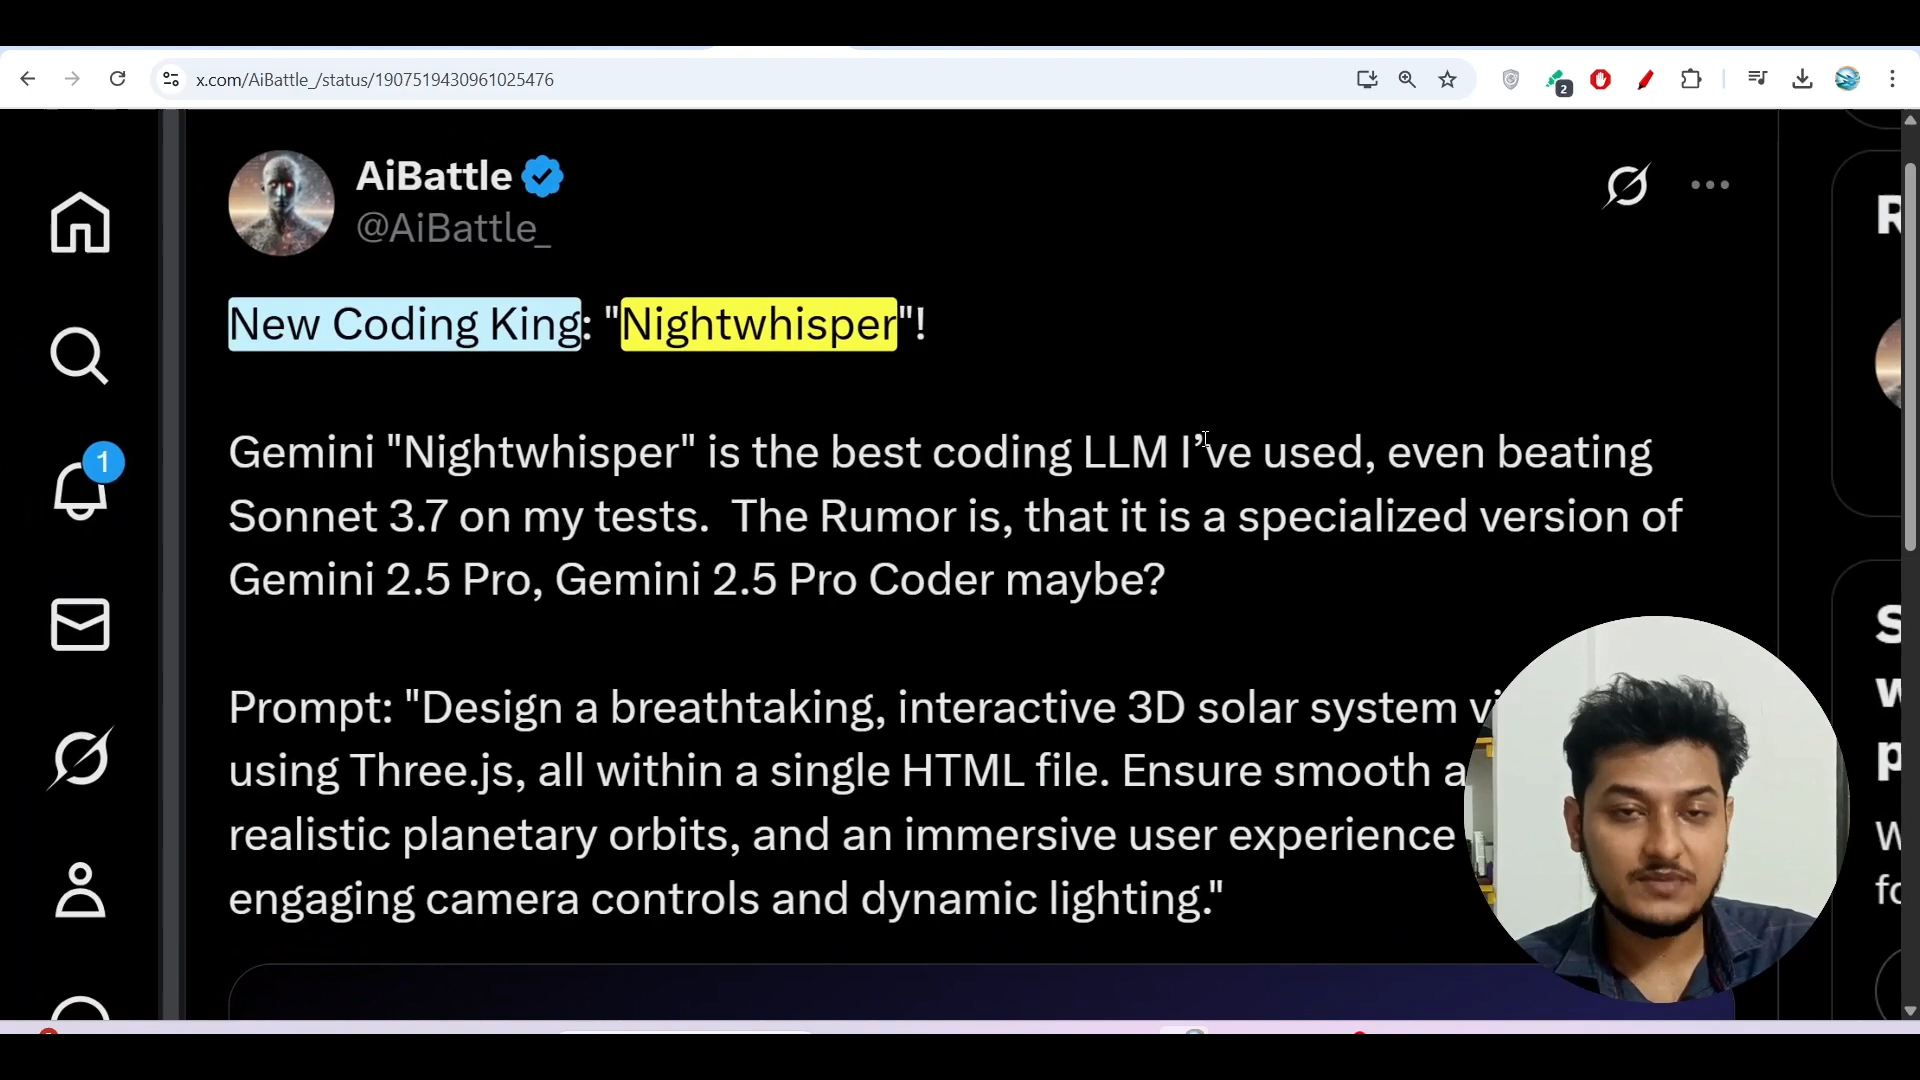 x.com/AiBattle_/status/1907519430961025476
2
AiBattle
@AiBattle_
New Coding King: "Nightwhisper"!
Gemini "Nightwhisper" is the best coding LLM I've used, even beating
Sonnet 3.7 on my tests.  The Rumor is, that it is a specialized version of
Gemini 2.5 Pro, Gemini 2.5 Pro Coder maybe?
Prompt: "Design a breathtaking, interactive 3D solar system
using Three.js, all within a single HTML file. Ensure smooth
realistic planetary orbits, and an immersive user experience
engaging camera controls and dynamic lighting."
1